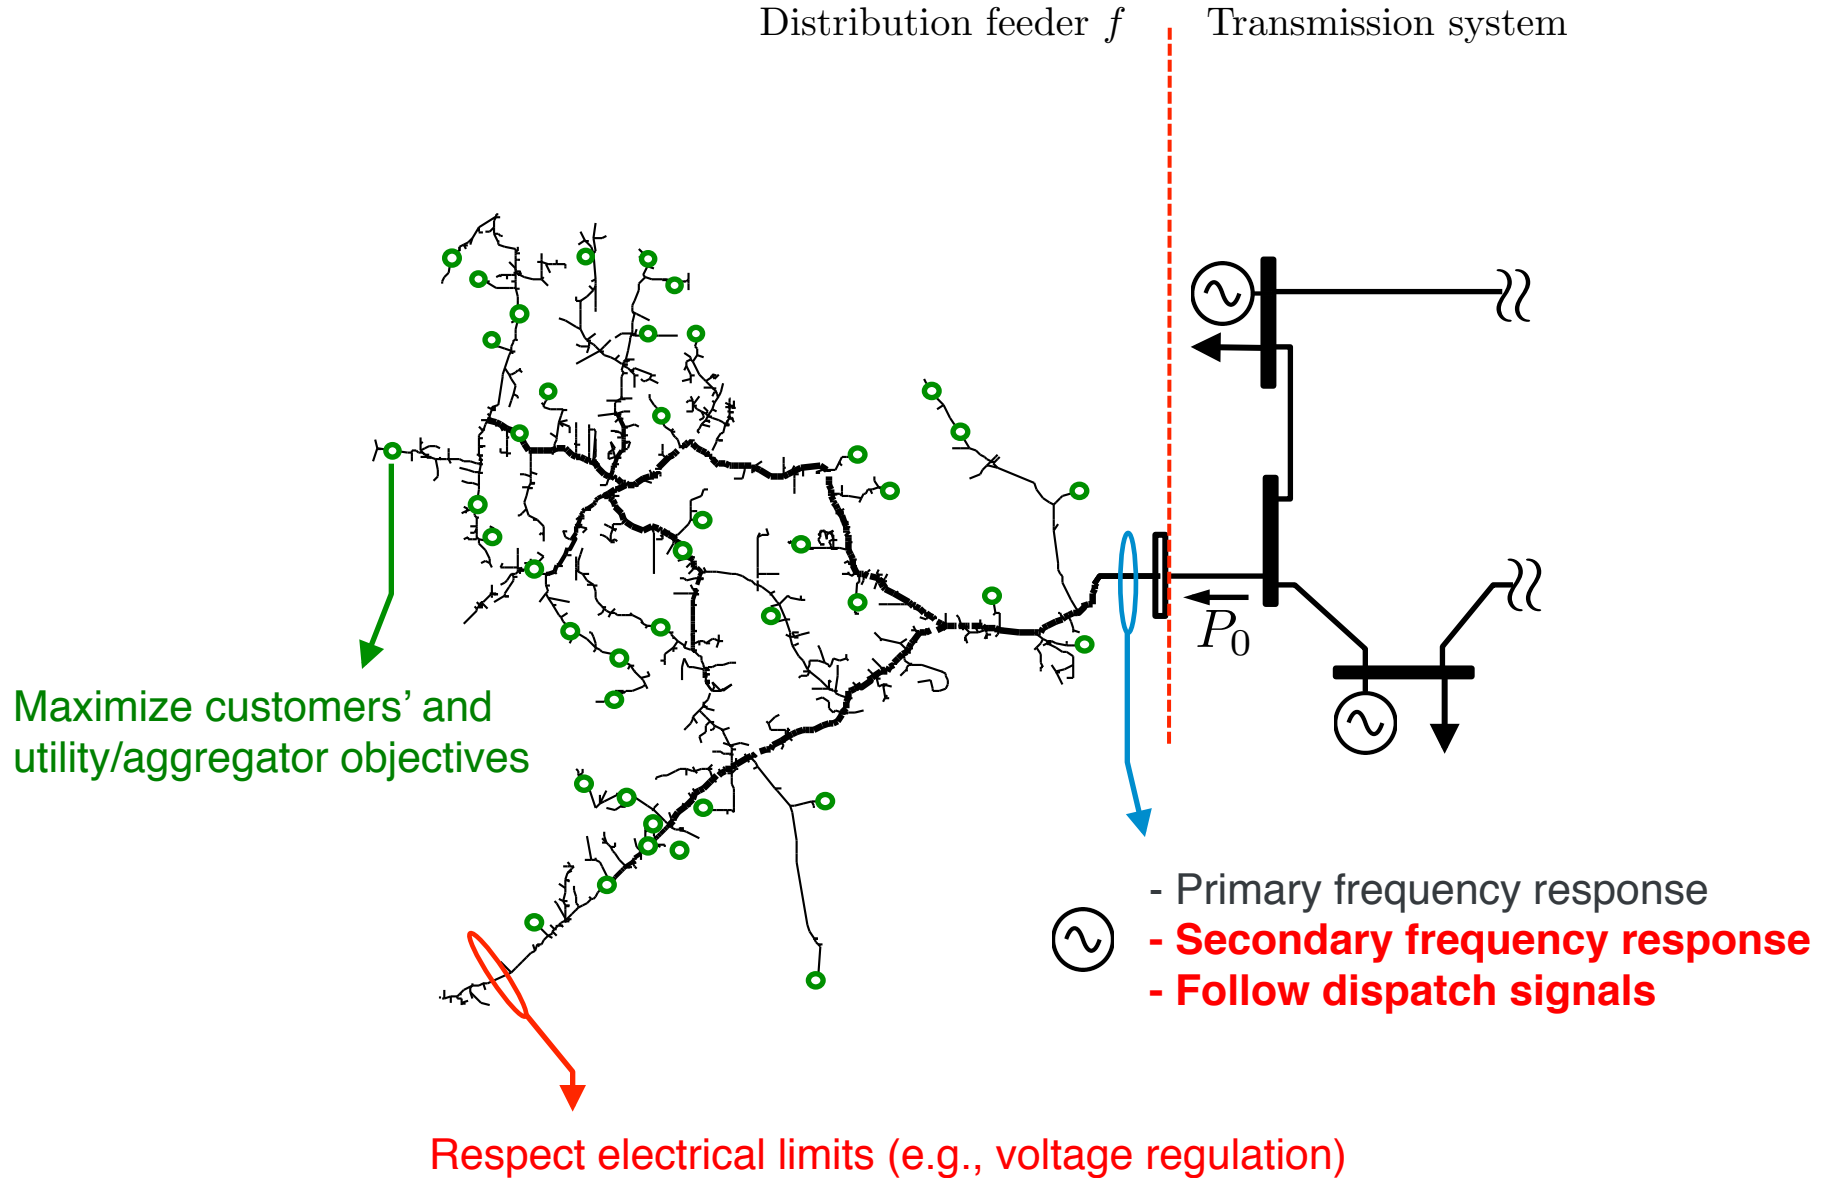 Distribution feeder f
Transmission system
P0
Maximize customers’ and
utility/aggregator objectives
- Primary frequency response
- Secondary frequency response
- Follow dispatch signals
Respect electrical limits (e.g., voltage regulation)